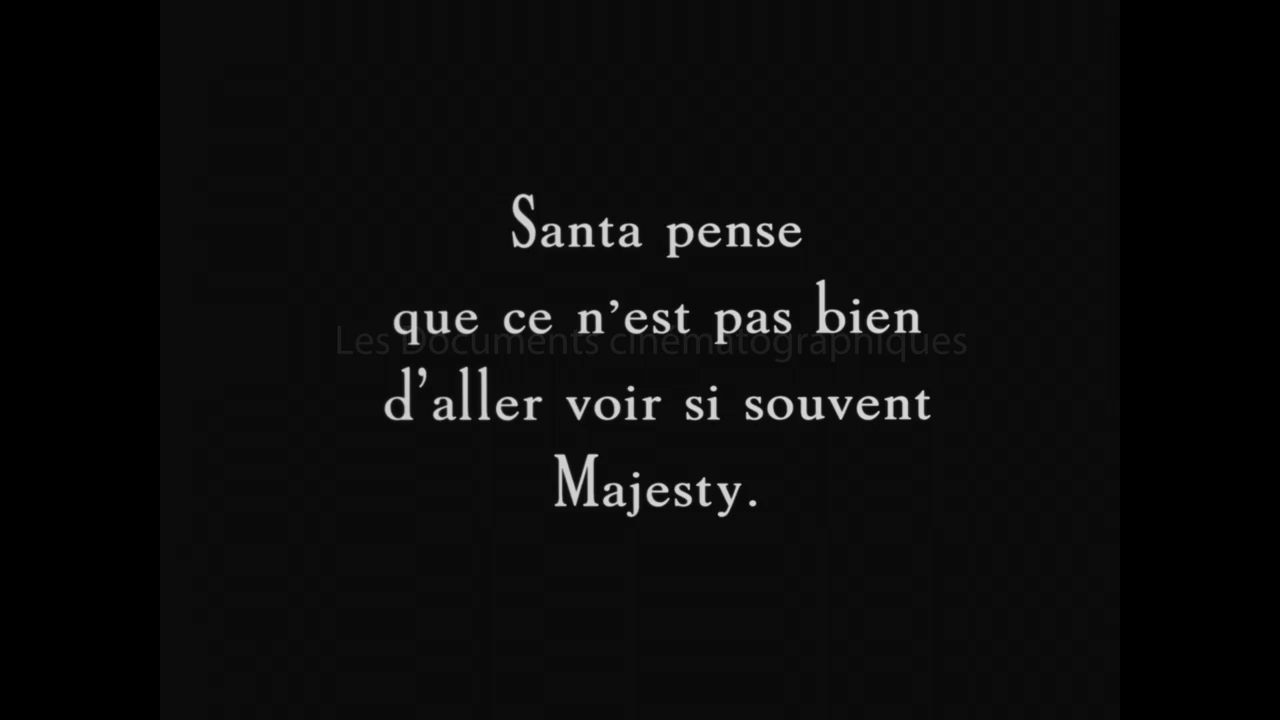 Santa pense
que ce n’est pas bien
Les Documents cinématographiques
d’aller voir si souvent
Majesty.